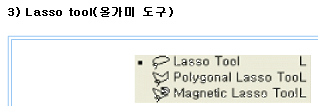 3) Lasso tool(올가미 도구)
Lasso Tool L
Polygonal Lasso Tool L
Magnetic Lasso Tool L